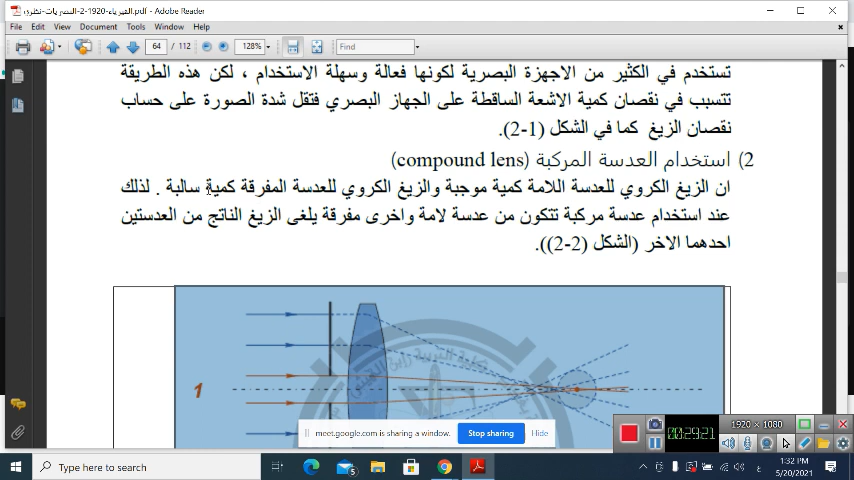 الفيزياء-1920-2-البصريات-نظري.pdf - Adobe Reader
File Edit View Document Tools Window Help
64 / 112 128% Find
تستخدم في الكثير من الاجهزة البصرية لكونها فعالة وسهلة الاستخدام ، لكن هذه الطريقة
تتسبب في نقصان كمية الاشعة الساقطة على الجهاز البصري فتقل شدة الصورة على حساب
نقصان الزيغ كما في الشكل (1-2).
2) استخدام العدسة المركبة (compound lens)
ان الزيغ الكروي للعدسة اللامة كمية موجبة والزيغ الكروي للعدسة المفرقة كمية سالبة . لذلك
عند استخدام عدسة مركبة تتكون من عدسة لامة واخرى مفرقة يلغى الزيغ الناتج من العدستين
احدهما الاخر (الشكل (2-2)).
1
meet.google.com is sharing a window. Stop sharing Hide
00:29:21 1920 × 1080
Type here to search
5
ع
1:32 PM
5/20/2021